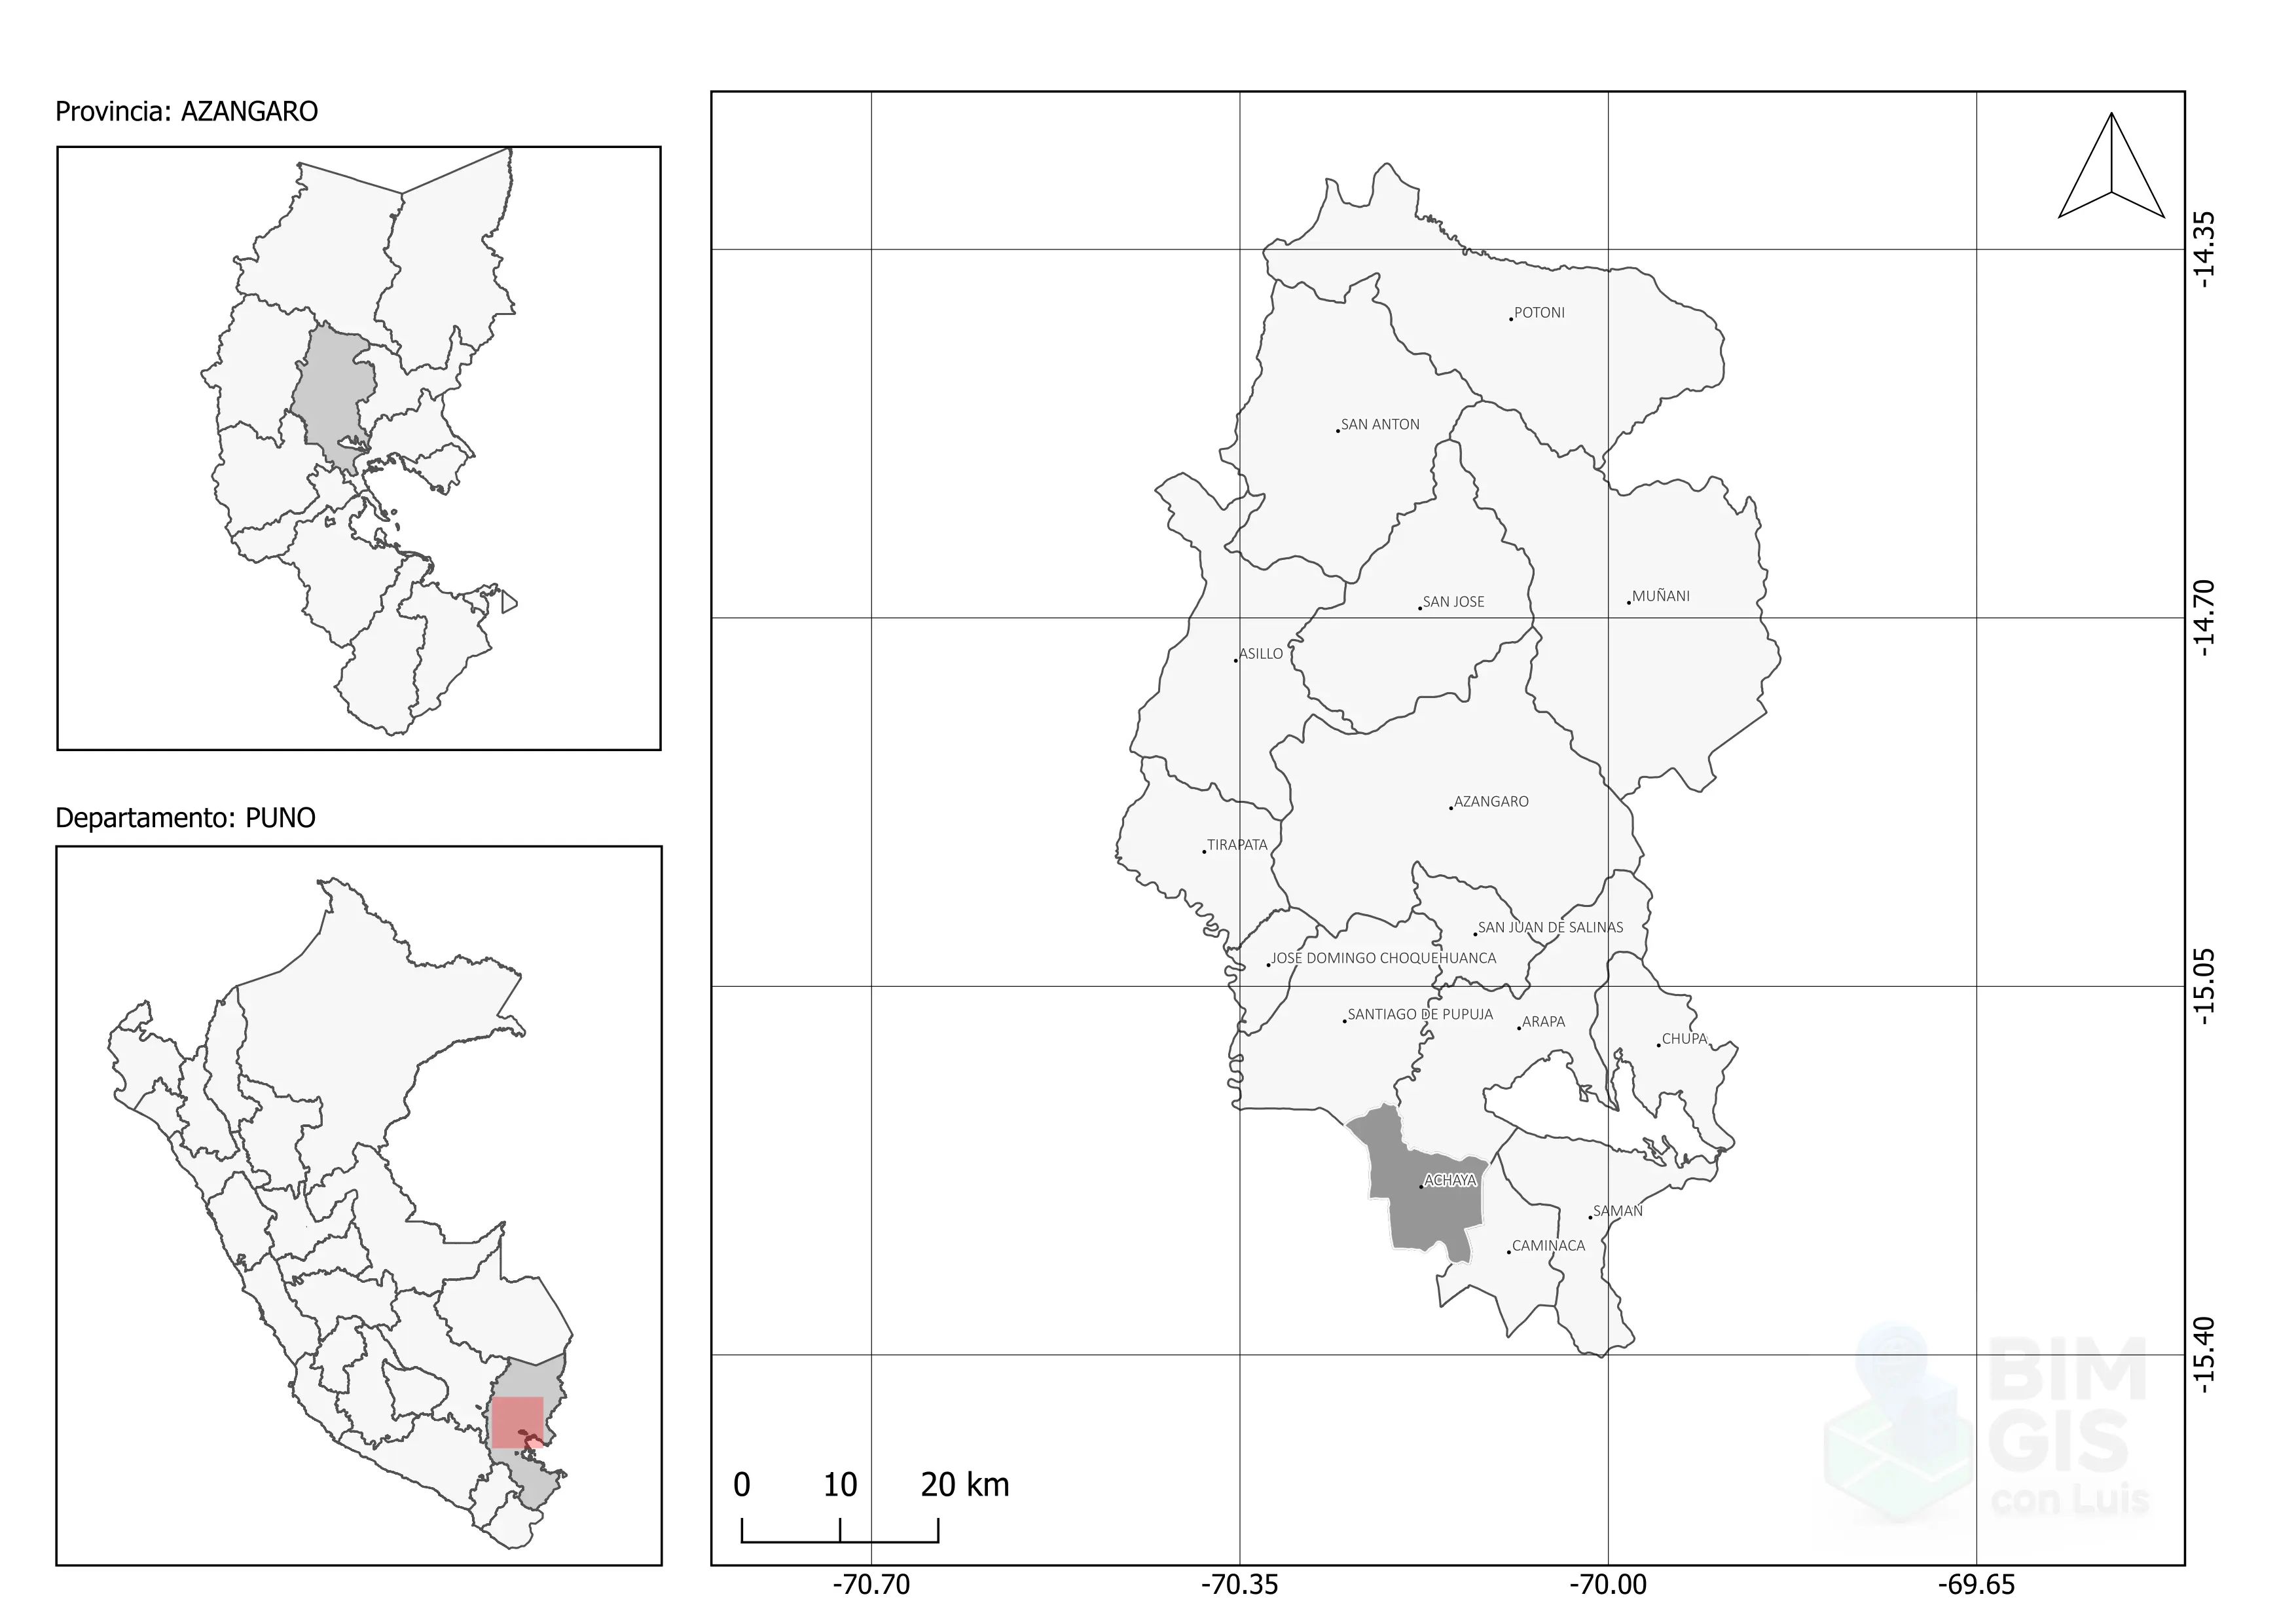 Provincia: AZANGARO
Departamento: PUNO
POTONI
SAN ANTON
SAN JOSE
MUÑANI
ASILLO
AZANGARO
TIRAPATA
SAN JUAN DE SALINAS
JOSE DOMINGO CHOQUEHUANCA
SANTIAGO DE PUPUJA
ARAPA
CHUPA
ACHAYA
SAMAN
CAMINACA
-14.35
-14.70
-15.05
-15.40
0 10 20 km
-70.70 -70.35 -70.00 -69.65
BIM
GIS
con Luis